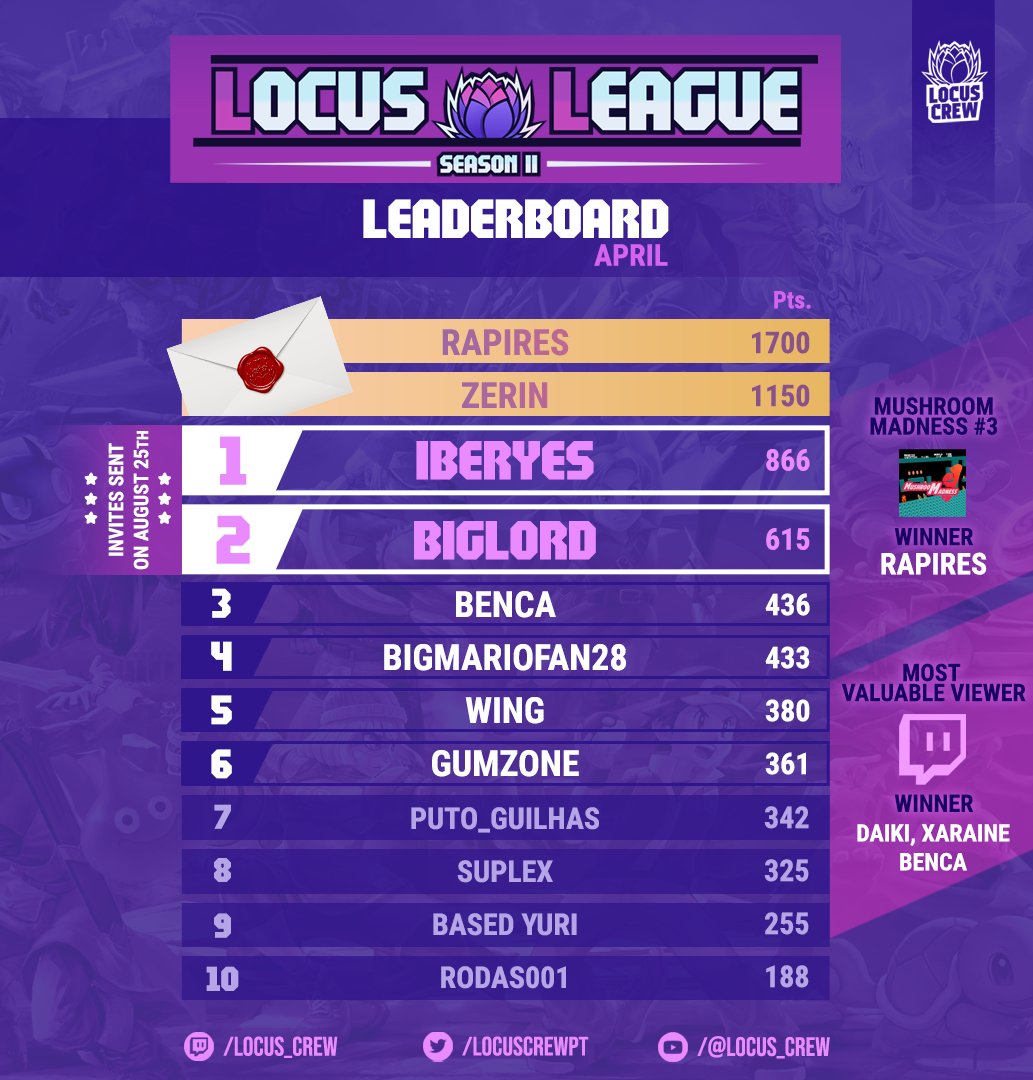 LOCUS LEAGUE
SEASON II
LOCUS
CREW
LEADERBOARD
APRIL
Pts.
RAPIRES 1700
ZERIN 1150
INVITES SENT
ON AUGUST 25TH
1 IBERYES 866
2 BIGLORD 615
3 BENCA 436
4 BIGMARIOFAN28 433
5 WING 380
6 GUMZONE 361
7 PUTO_GUILHAS 342
8 SUPLEX 325
9 BASED YURI 255
10 RODAS001 188
MUSHROOM
MADNESS #3
MUSHROOM MADNESS
WINNER
RAPIRES
MOST
VALUABLE VIEWER
WINNER
DAIKI, XARAINE
BENCA
/LOCUS_CREW
/LOCUSCREWPT
/@LOCUS_CREW